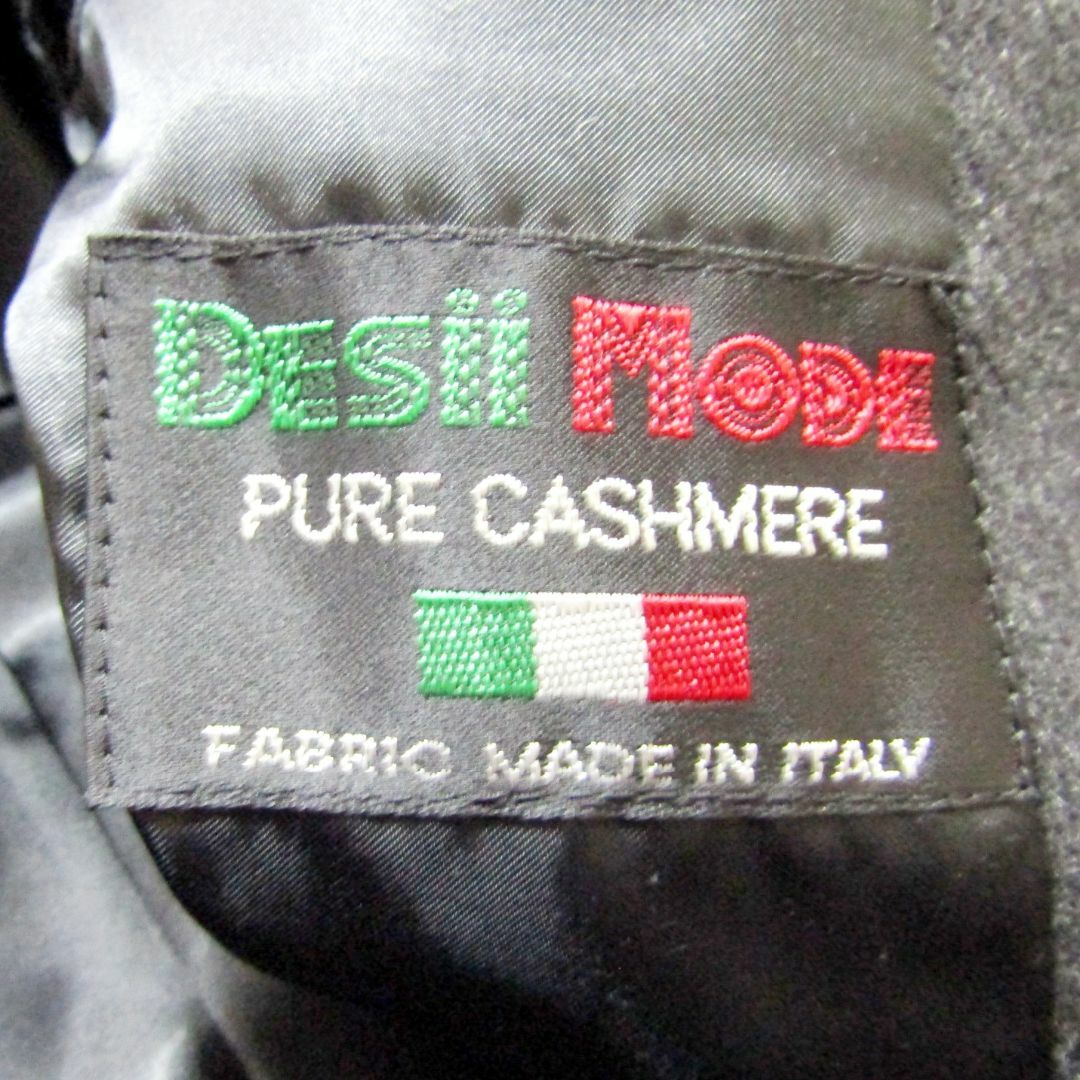 DESii MODE
PURE CASHMERE
FABRIC MADE IN ITALY